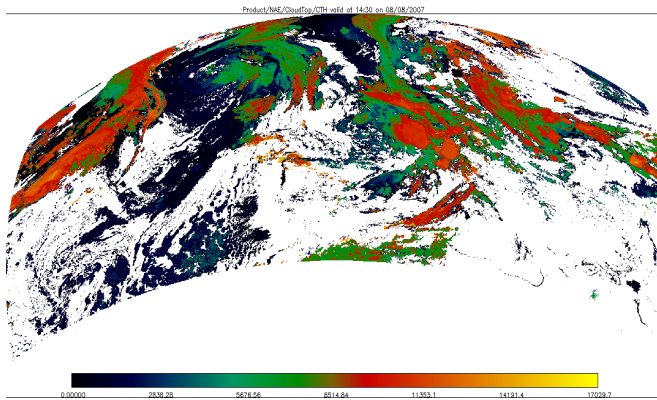 Product/NAE/CloudTop/CTH valid at 14:30 on 08/08/2007
0.00000 2838.28 5676.56 8514.84 11353.1 14191.4 17029.7